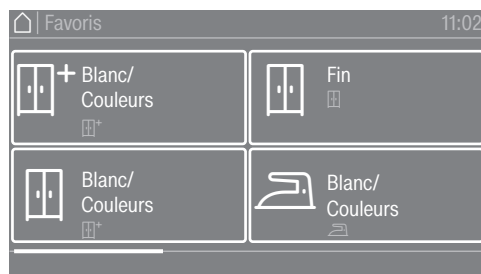 Favoris 11:02
Blanc/
Couleurs
Fin
Blanc/
Couleurs
Blanc/
Couleurs